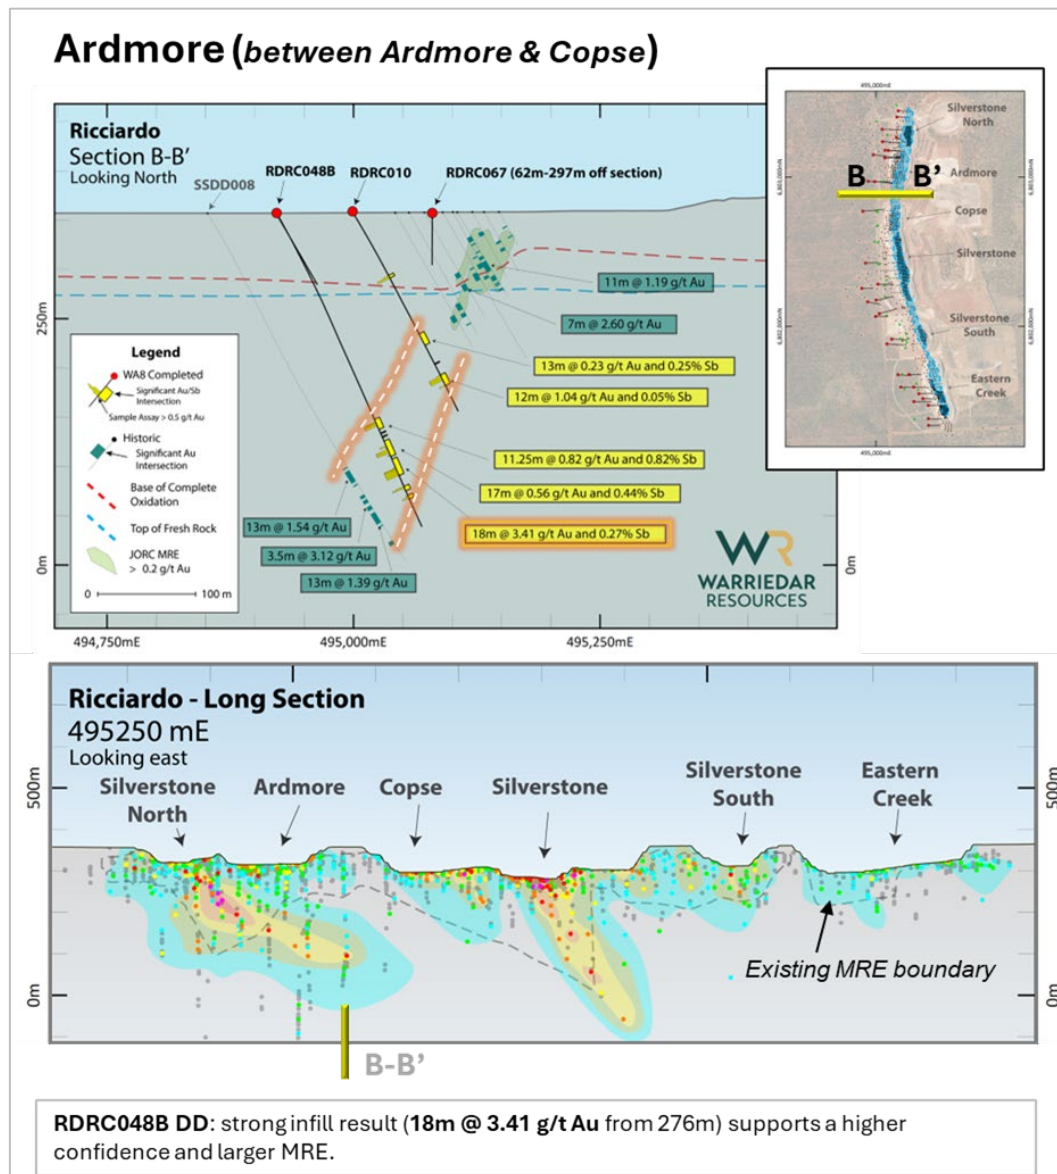 Ardmore (between Ardmore & Copse)
Ricciardo
Section B-B'
Looking North
SSDD008
RDRC048B
RDRC010
RDRC067 (62m-297m off section)
11m @ 1.19 g/t Au
7m @ 2.60 g/t Au
13m @ 0.23 g/t Au and 0.25% Sb
12m @ 1.04 g/t Au and 0.05% Sb
11.25m @ 0.82 g/t Au and 0.82% Sb
17m @ 0.56 g/t Au and 0.44% Sb
18m @ 3.41 g/t Au and 0.27% Sb
13m @ 1.54 g/t Au
3.5m @ 3.12 g/t Au
13m @ 1.39 g/t Au
250m
0m
0m
Legend
WA8 Completed
Significant Au/Sb
Intersection
Sample Assay > 0.5 g/t Au
Historic
Significant Au
Intersection
Base of Complete
Oxidation
Top of Fresh Rock
JORC MRE
> 0.2 g/t Au
0
100 m
494,750mE
495,000mE
495,250mE
WR
WARRIEDAR
RESOURCES
495,000mE
Silverstone
North
6,803,000mN
B
B'
Ardmore
Copse
Silverstone
Silverstone
South
6,802,000mN
Eastern
Creek
495,000mE
Ricciardo - Long Section
495250 mE
Looking east
500m
0m
500m
0m
Silverstone
North
Ardmore
Copse
Silverstone
Silverstone
South
Eastern
Creek
Existing MRE boundary
B-B'
RDRC048B DD: strong infill result (18m @ 3.41 g/t Au from 276m) supports a higher
confidence and larger MRE.